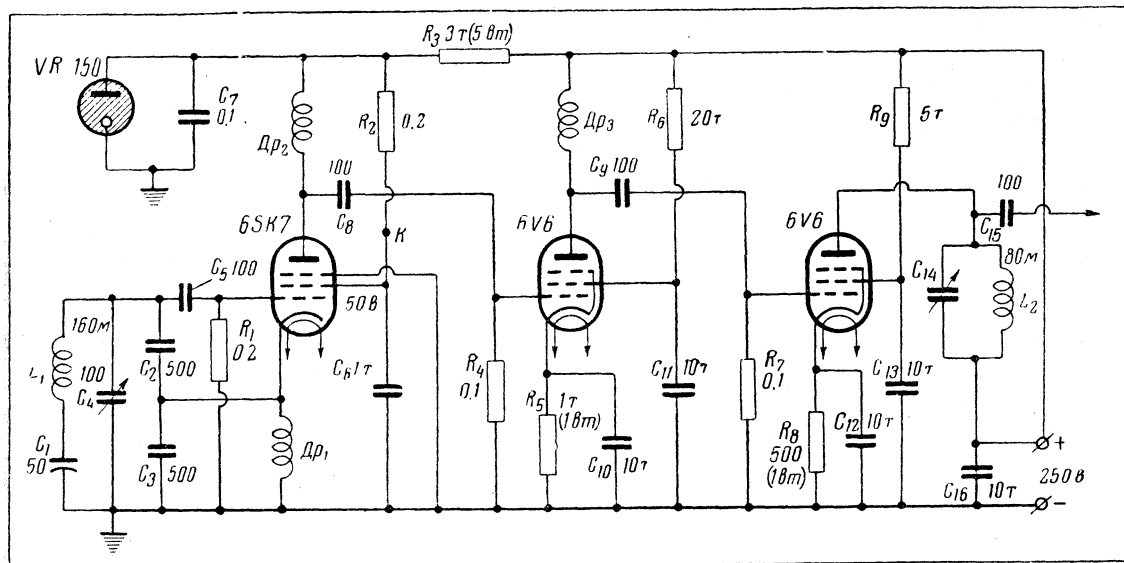 R3 3т(5 вт)
VR 150
C7
0.1
Др2
R2
0.2
Др3
R6
20т
R9
5т
100
C8
C9 100
100
C15
6SK7
К
6V6
6V6
C5 100
50 в
C14
80м
L2
160м
L1
100
C4
C2
500
R1
0.2
C6 1т
R4
0.1
C11
10т
R7
0.1
C13
10т
C1
50
C3
500
Др1
R5
1т
(1вт)
C10
10т
R8
500
(1вт)
C12
10т
+
250в
C16
10т
-